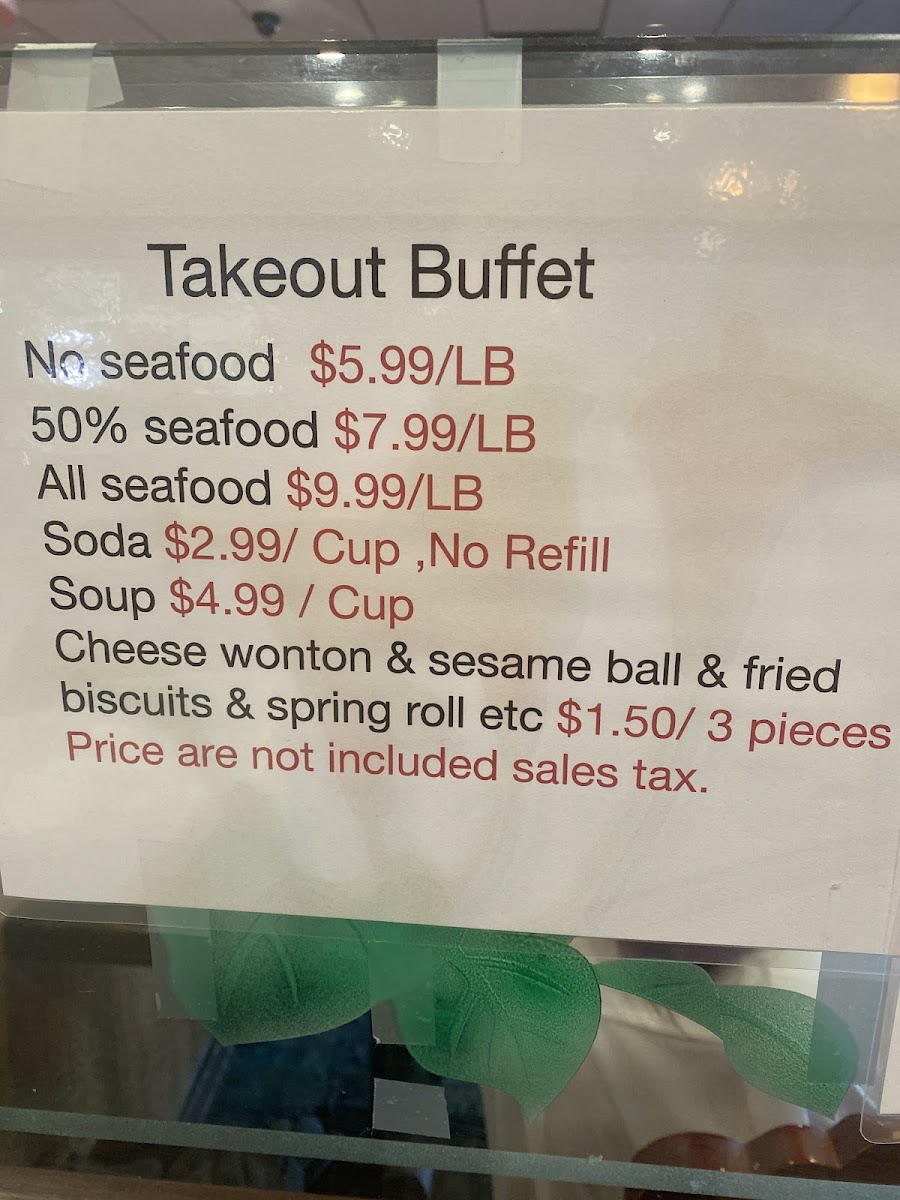 Takeout Buffet
No seafood $5.99/LB
50% seafood $7.99/LB
All seafood $9.99/LB
Soda $2.99/ Cup ,No Refill
Soup $4.99 / Cup
Cheese wonton & sesame ball & fried
biscuits & spring roll etc $1.50/ 3 pieces
Price are not included sales tax.